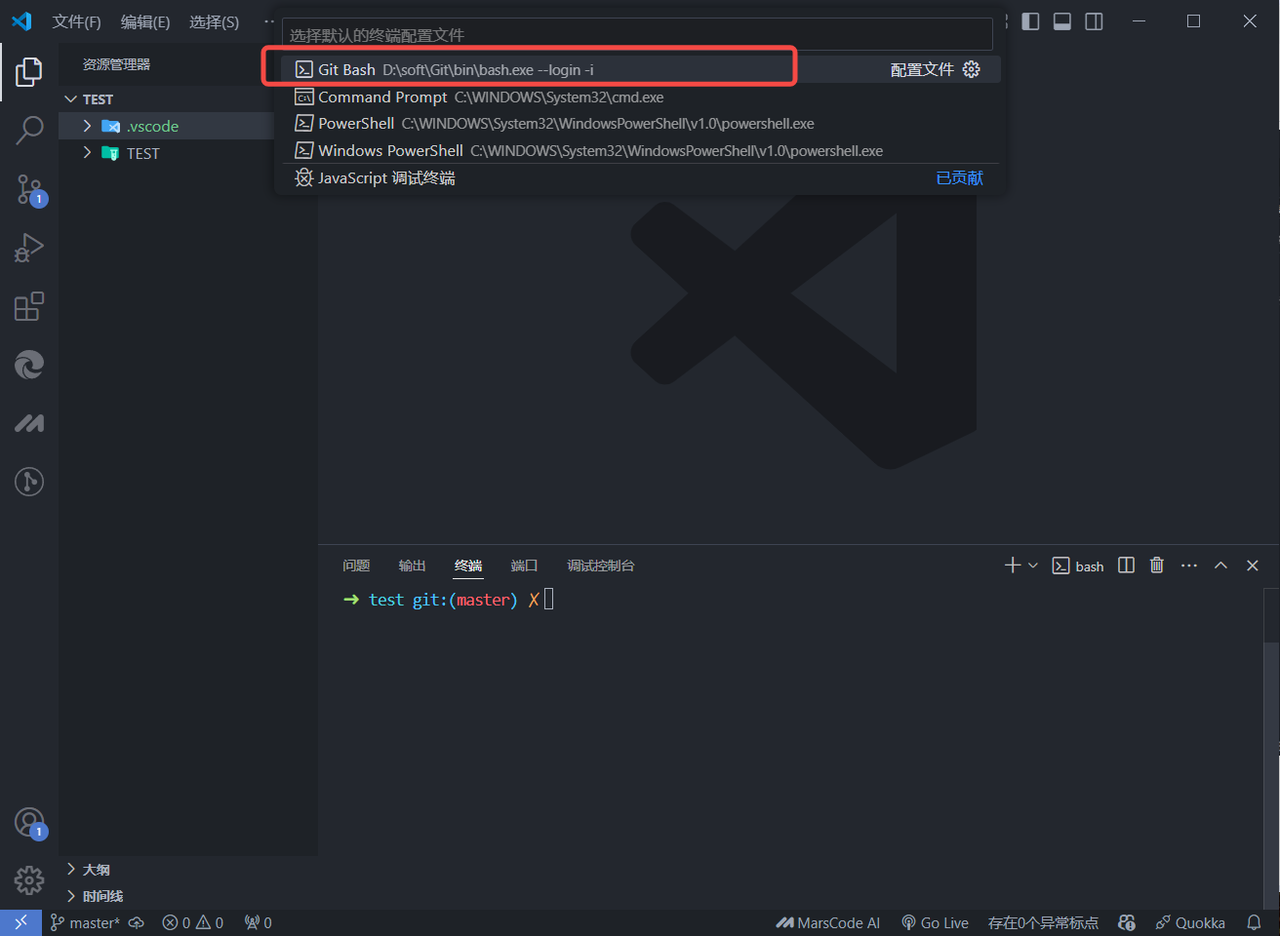 文件(F) 编辑(E) 选择(S) ··
选择默认的终端配置文件
资源管理器
Git Bash D:\soft\Git\bin\bash.exe --login -i 配置文件
Command Prompt C:\WINDOWS\System32\cmd.exe
PowerShell C:\WINDOWS\System32\WindowsPowerShell\v1.0\powershell.exe
Windows PowerShell C:\WINDOWS\System32\WindowsPowerShell\v1.0\powershell.exe
JavaScript 调试终端 已贡献
TEST
.vscode
TEST
1
问题 输出 终端 端口 调试控制台 bash
➜ test git:(master) ✗
1
大纲
时间线
master* 0 0 0 MarsCode AI Go Live 存在0个异常标点 Quokka